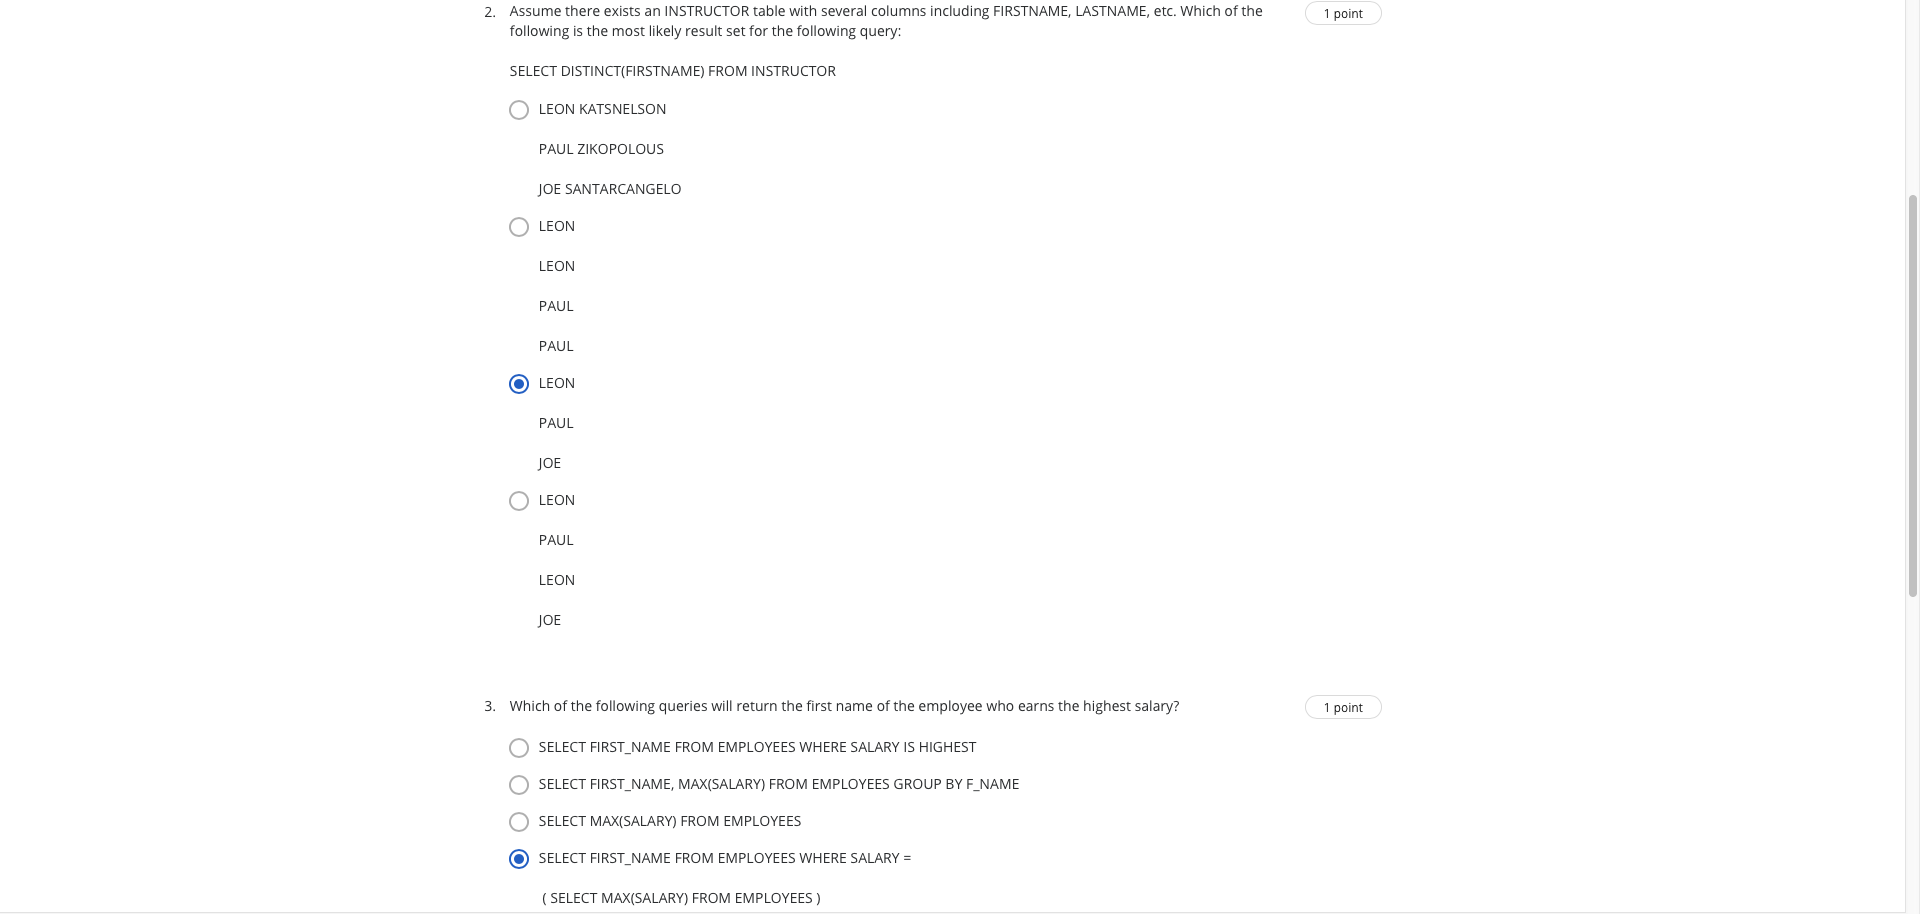 2. Assume there exists an INSTRUCTOR table with several columns including FIRSTNAME, LASTNAME, etc. Which of the
following is the most likely result set for the following query:
1 point
SELECT DISTINCT(FIRSTNAME) FROM INSTRUCTOR
LEON KATSNELSON
PAUL ZIKOPOLOUS
JOE SANTARCANGELO
LEON
LEON
PAUL
PAUL
LEON
PAUL
JOE
LEON
PAUL
LEON
JOE
3. Which of the following queries will return the first name of the employee who earns the highest salary?
1 point
SELECT FIRST_NAME FROM EMPLOYEES WHERE SALARY IS HIGHEST
SELECT FIRST_NAME, MAX(SALARY) FROM EMPLOYEES GROUP BY F_NAME
SELECT MAX(SALARY) FROM EMPLOYEES
SELECT FIRST_NAME FROM EMPLOYEES WHERE SALARY =
( SELECT MAX(SALARY) FROM EMPLOYEES )